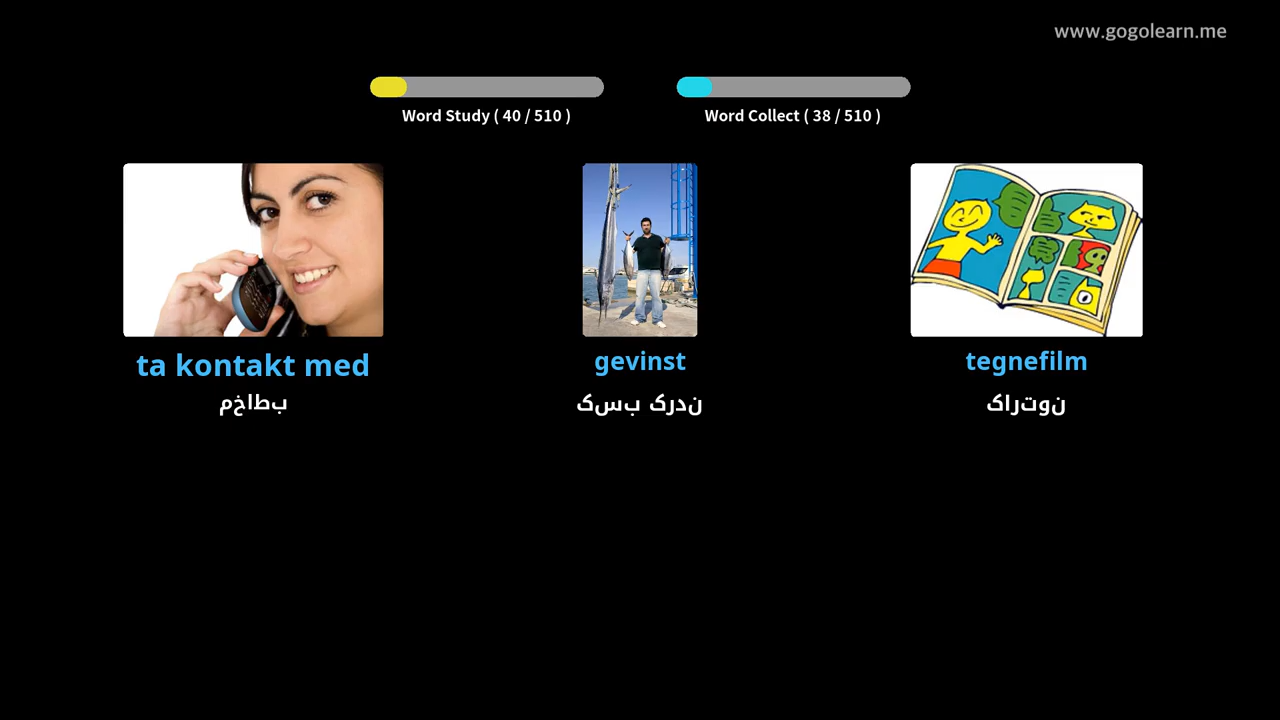 www.gogolearn.me
Word Study ( 40 / 510 )
Word Collect ( 38 / 510 )
ta kontakt med
بطاخم
gevinst
ندرک بسک
tegnefilm
نوتراک